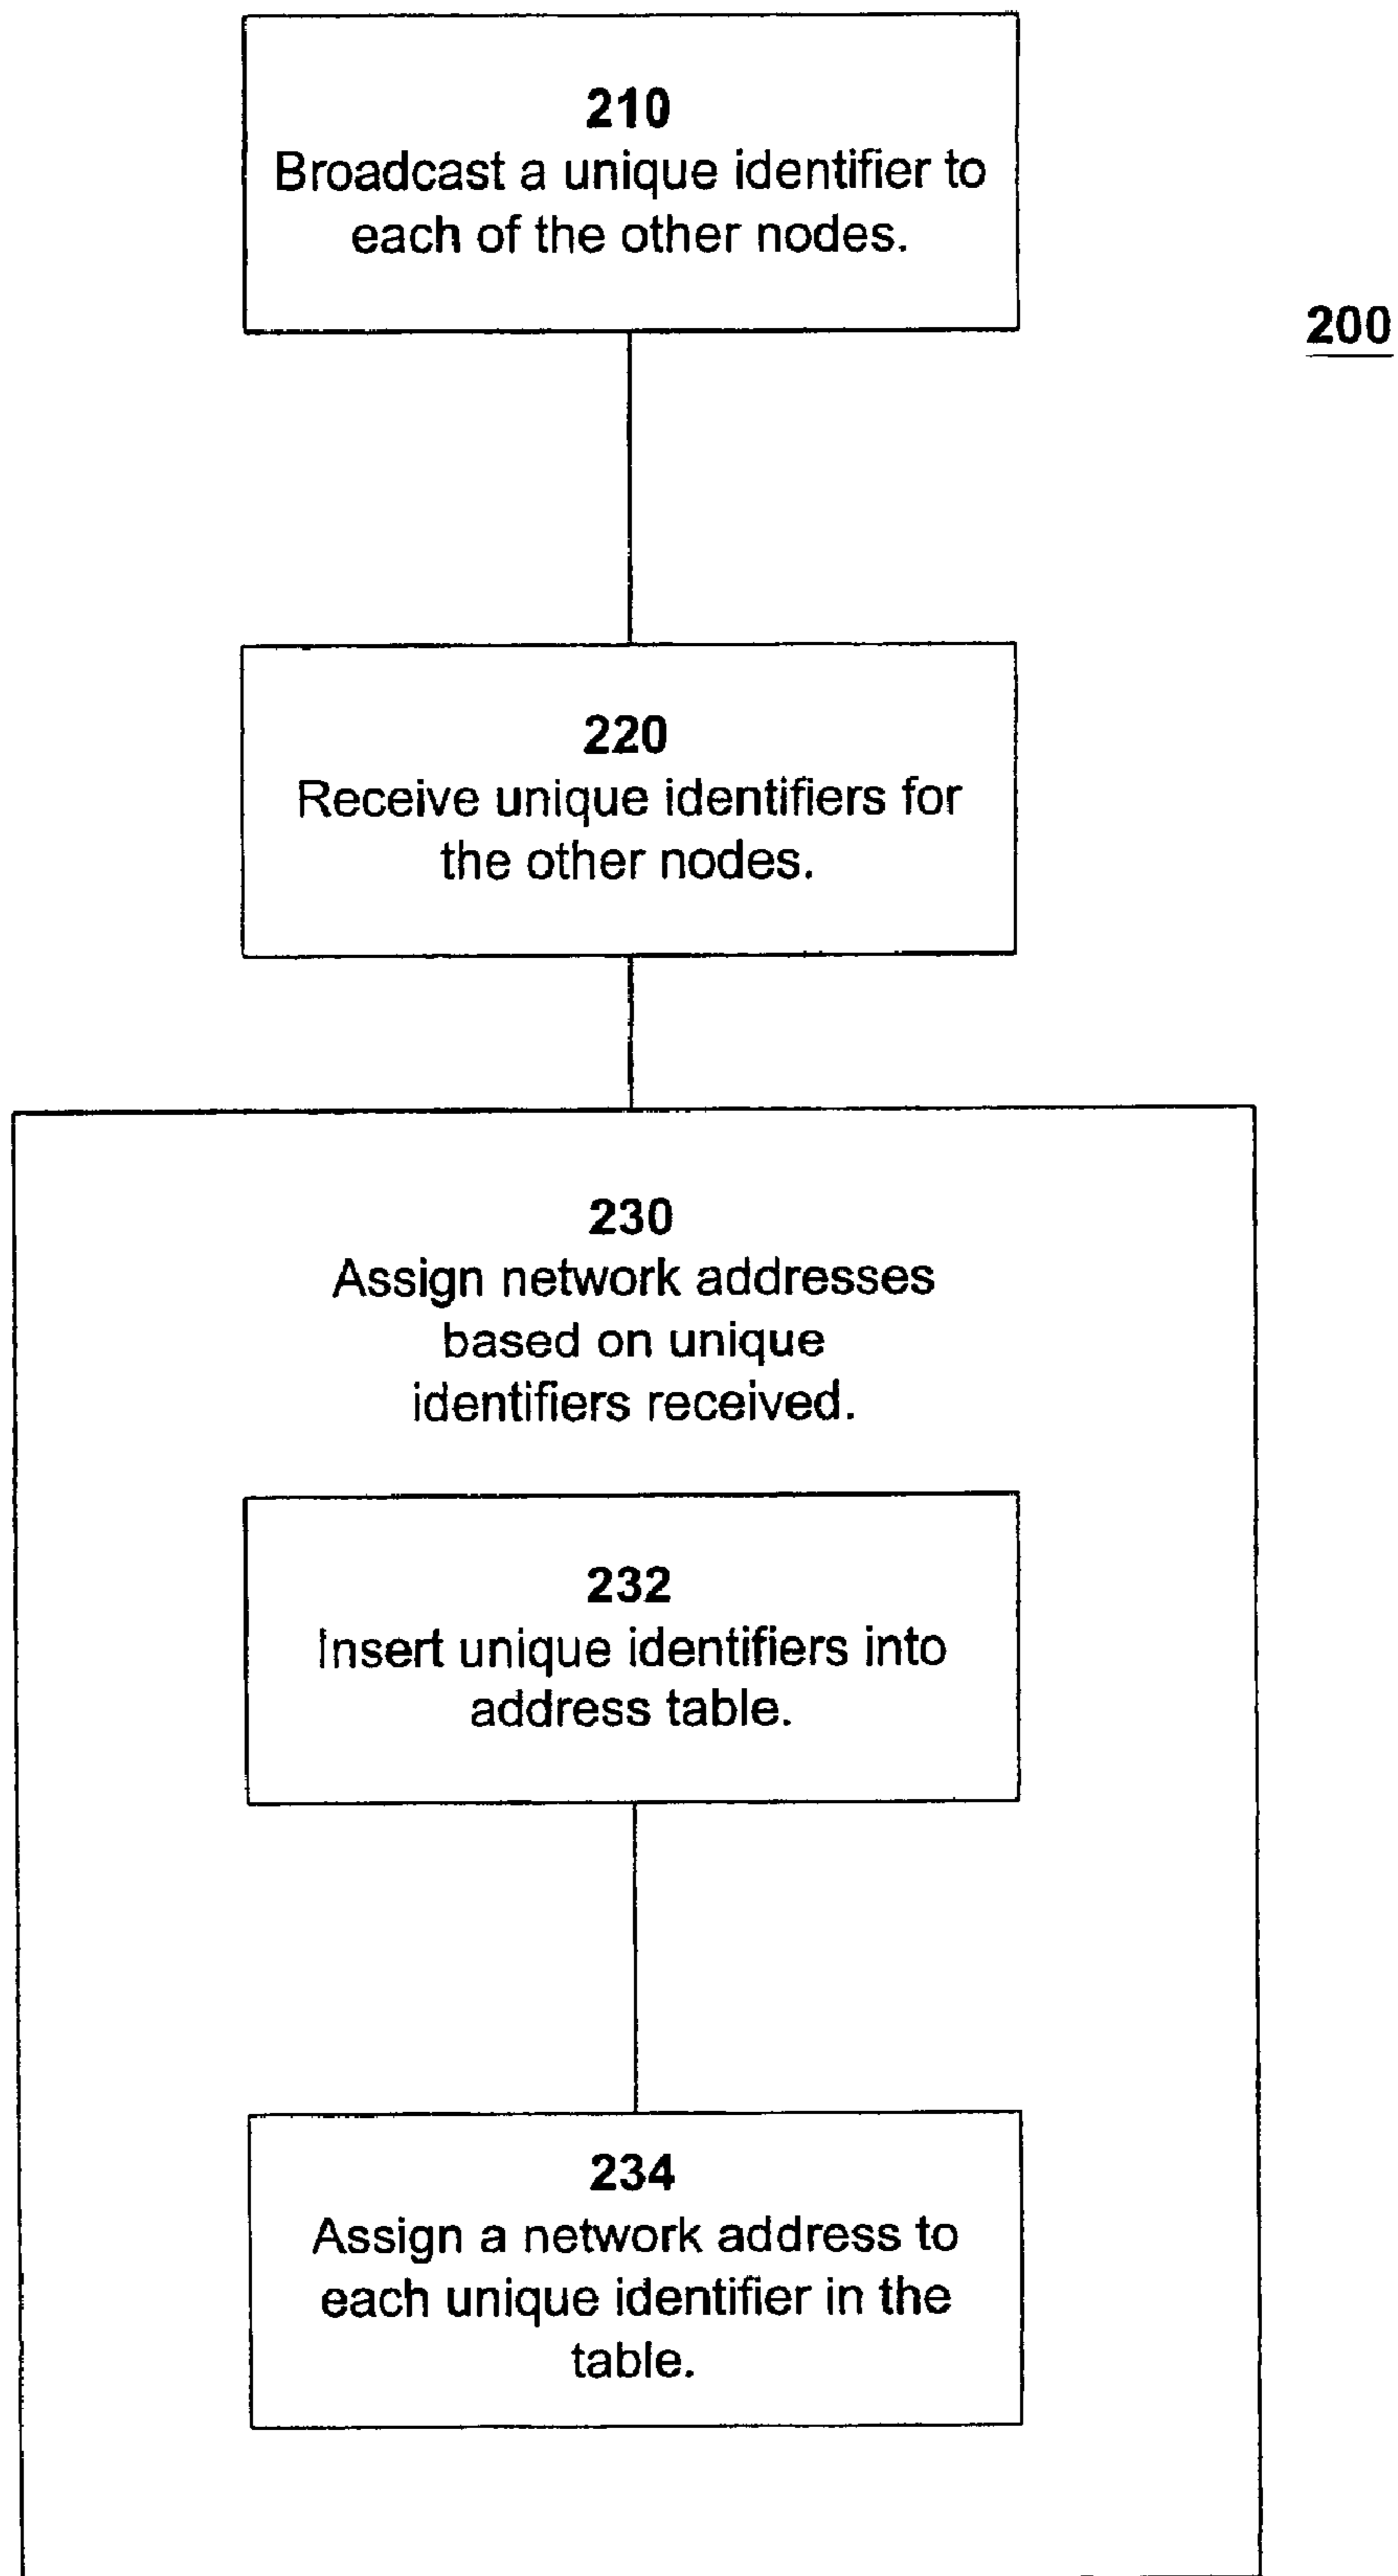 210
Broadcast a unique identifier to
each of the other nodes.
200
220
Receive unique identifiers for
the other nodes.
230
Assign network addresses
based on unique
identifiers received.
232
Insert unique identifiers into
address table.
234
Assign a network address to
each unique identifier in the
table.